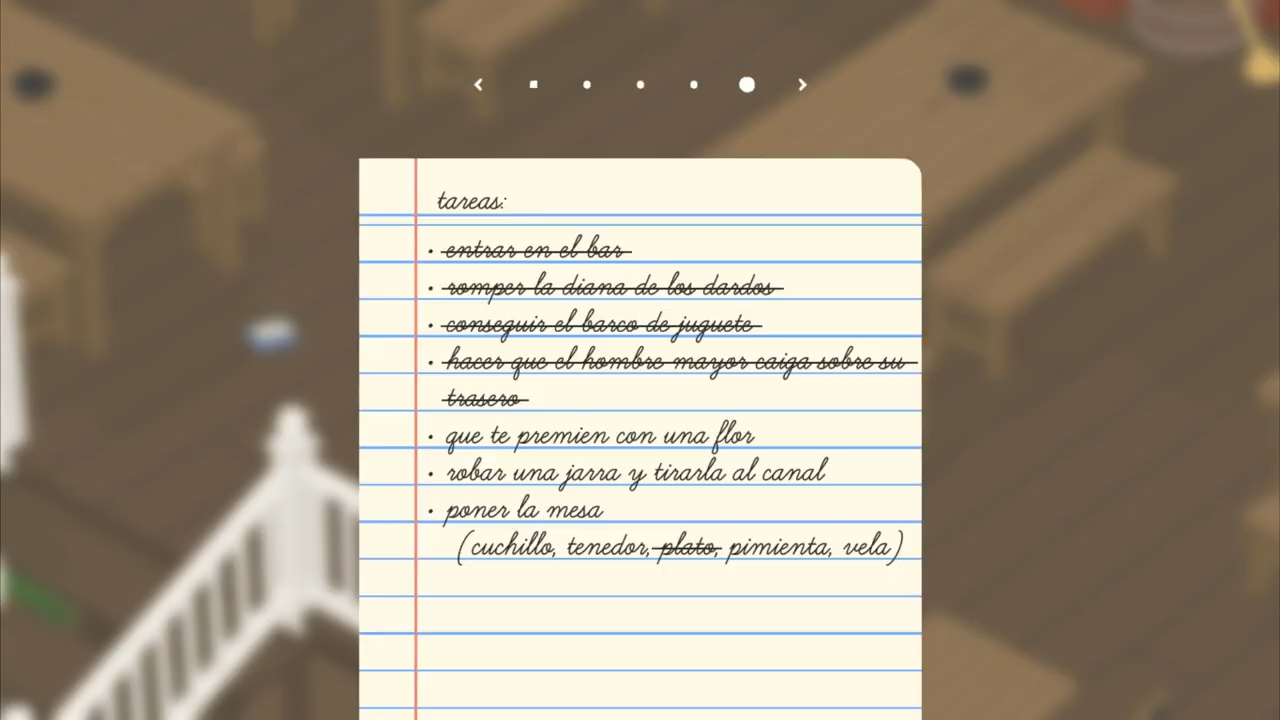 tareas:
• entrar en el bar
• romper la diana de los dardos
• conseguir el barco de juguete
• hacer que el hombre mayor caiga sobre su
trasero
• que te premien con una flor
• robar una jarra y tirarla al canal
• poner la mesa
(cuchillo, tenedor, plato, pimienta, vela)